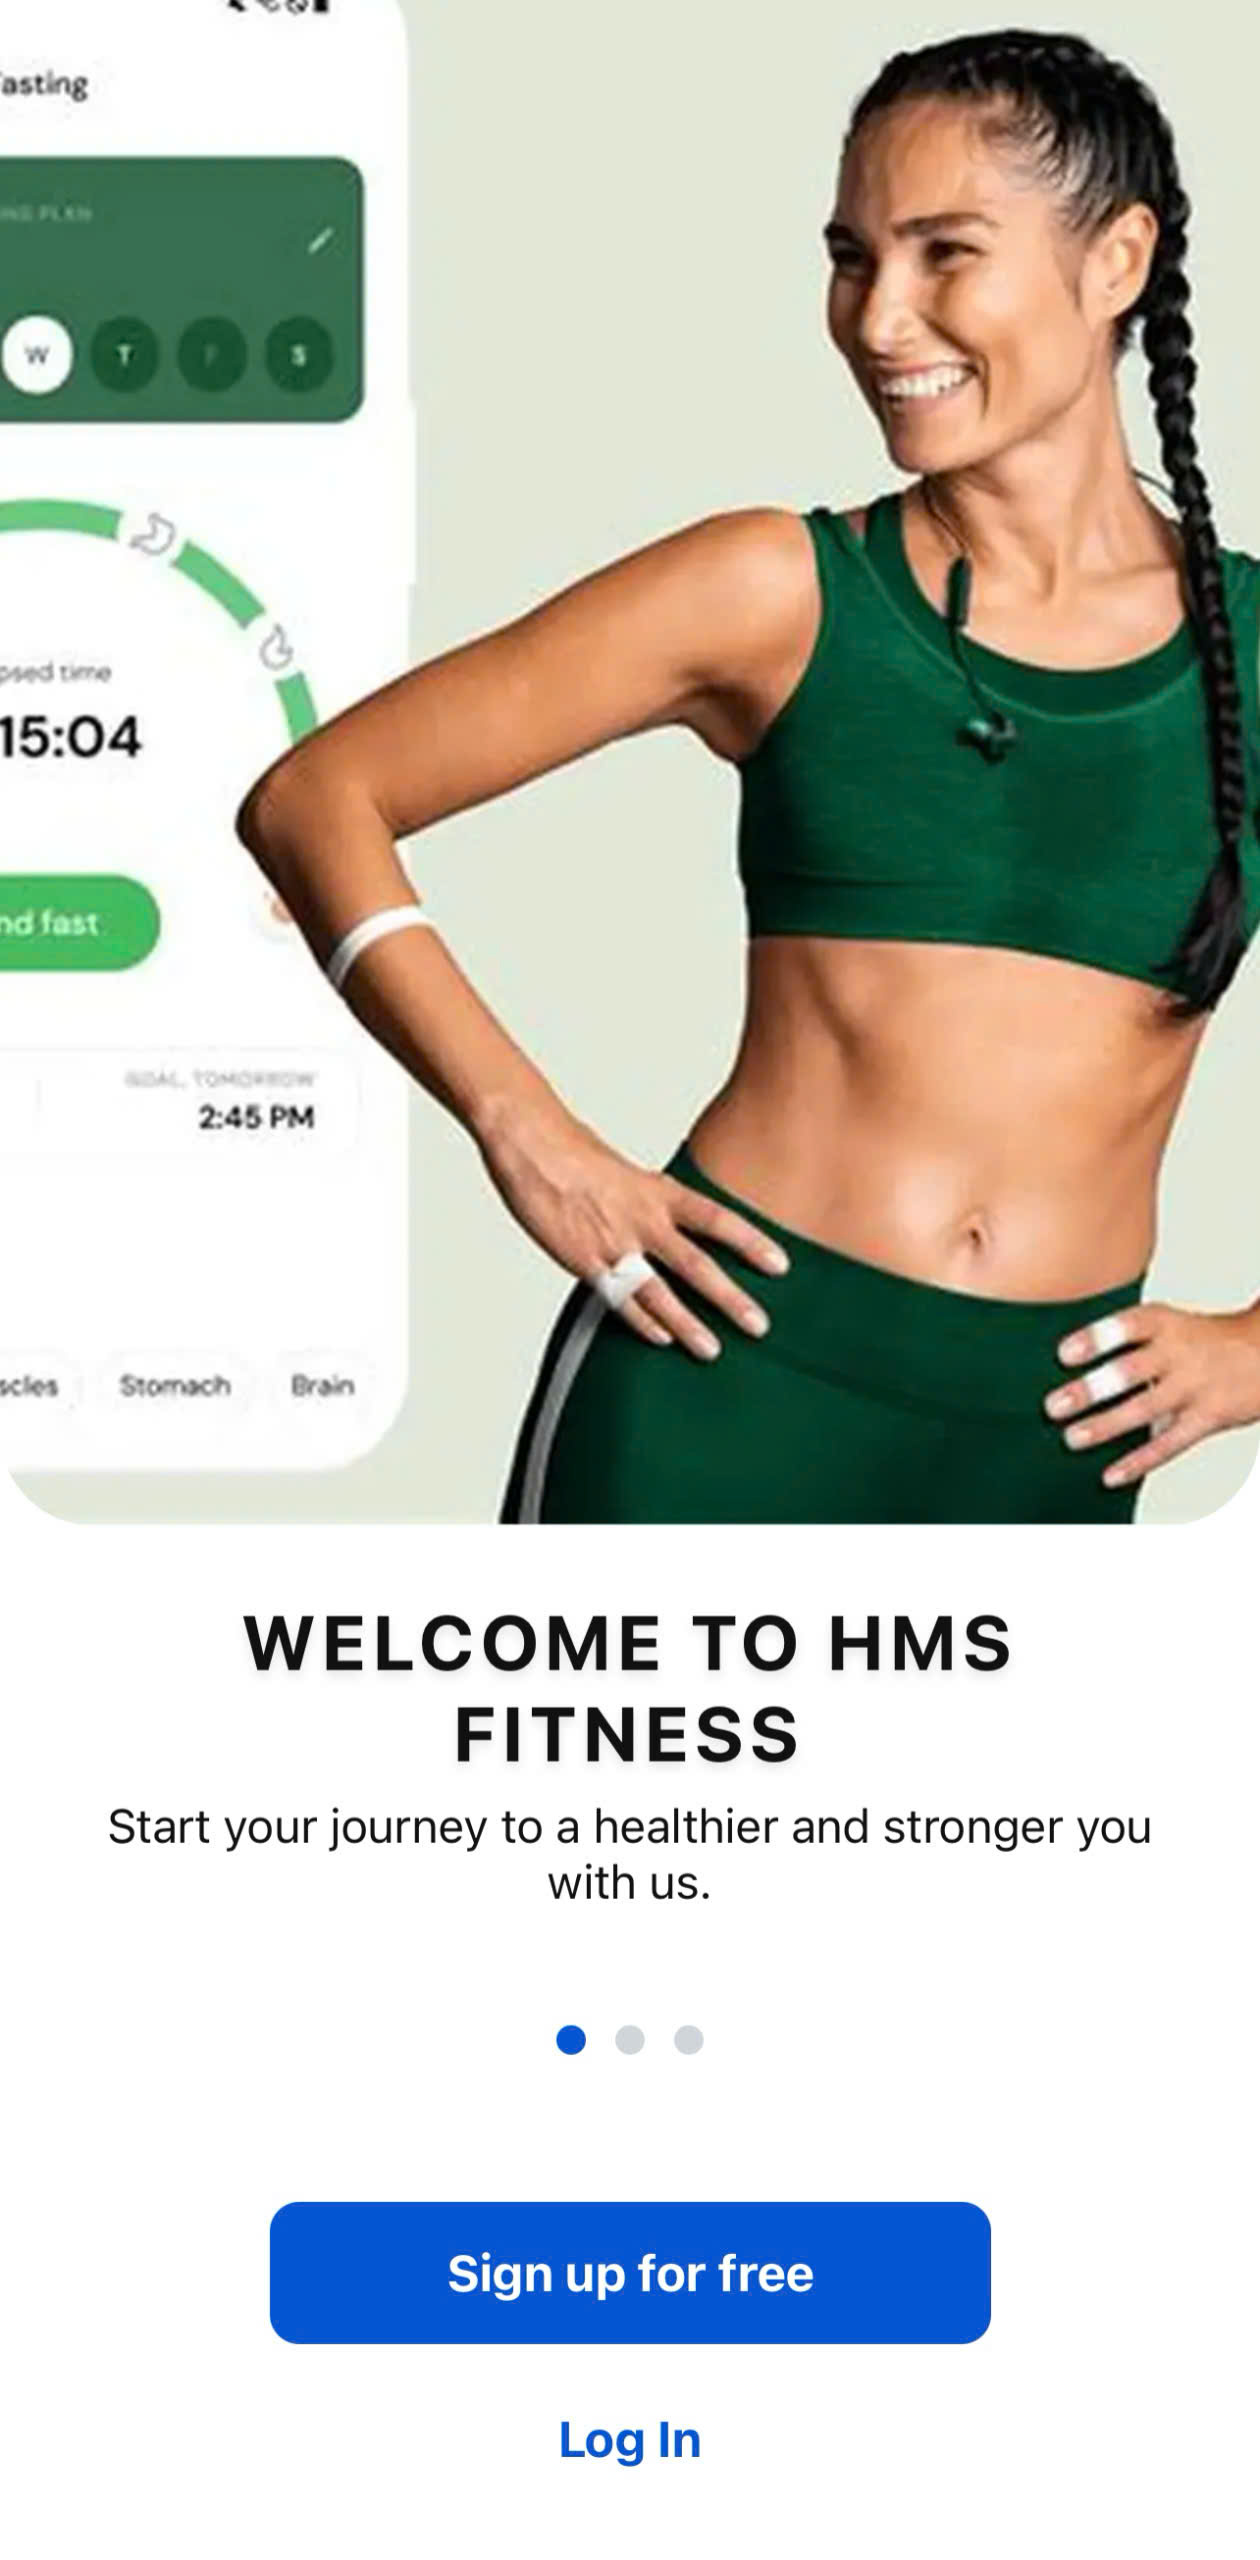 asting
NG PLAN
W T F S
psed time
15:04
nd fast
GOAL, TOMORROW
2:45 PM
scles Stomach Brain
WELCOME TO HMS
FITNESS
Start your journey to a healthier and stronger you
with us.
Sign up for free
Log In